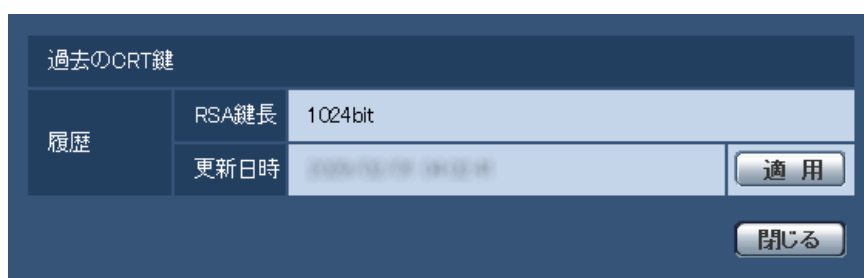 過去のCRT鍵
履歴
RSA鍵長 1024bit
更新日時
適 用
閉じる